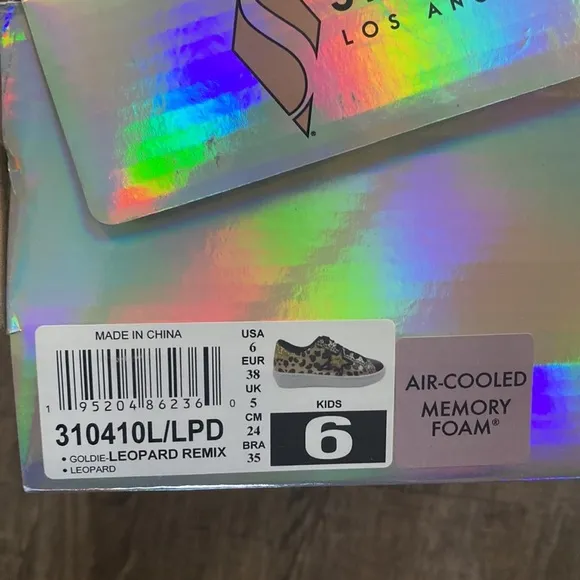 LOS
MADE IN CHINA
1 95204 86236 0
310410L/LPD
• GOLDIE-LEOPARD REMIX
• LEOPARD
USA
6
EUR
38
UK
5
CM
24
BRA
35
KIDS
6
AIR-COOLED
MEMORY
FOAM®